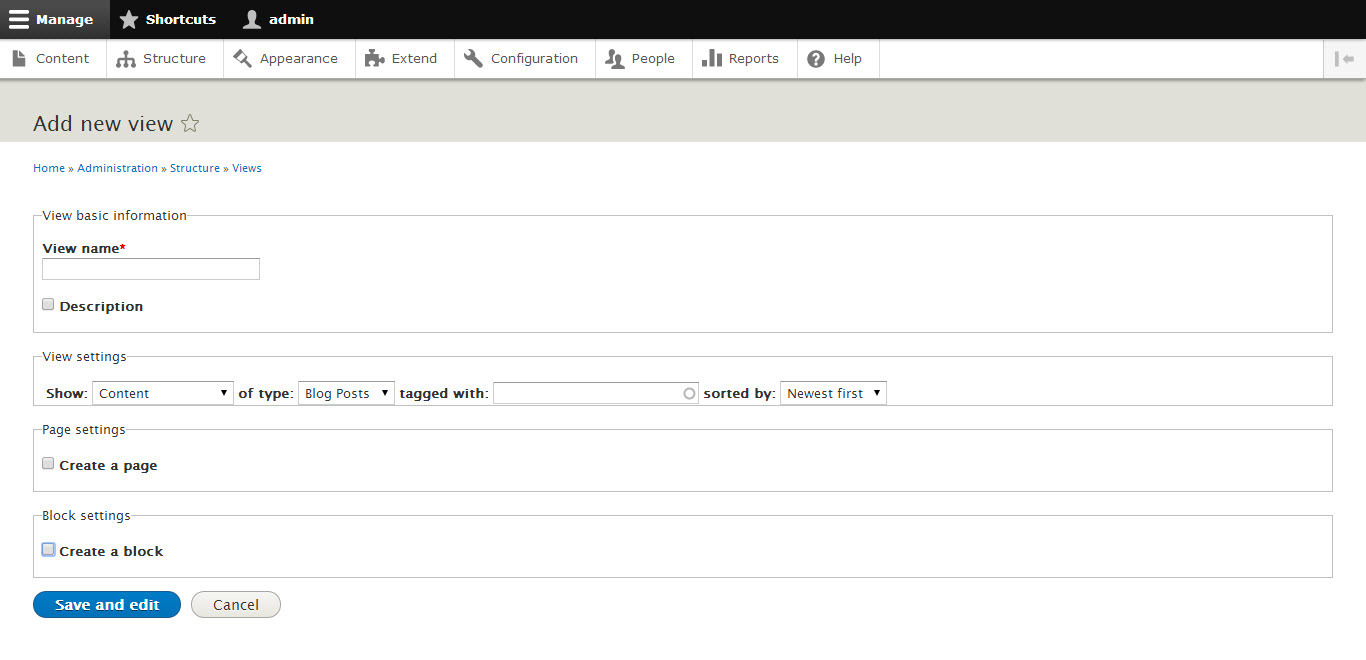 Manage Shortcuts admin
Content Structure Appearance Extend Configuration People Reports Help
Add new view
Home » Administration » Structure » Views
View basic information
View name*
Description
View settings
Show: Content of type: Blog Posts tagged with: sorted by: Newest first
Page settings
Create a page
Block settings
Create a block
Save and edit Cancel